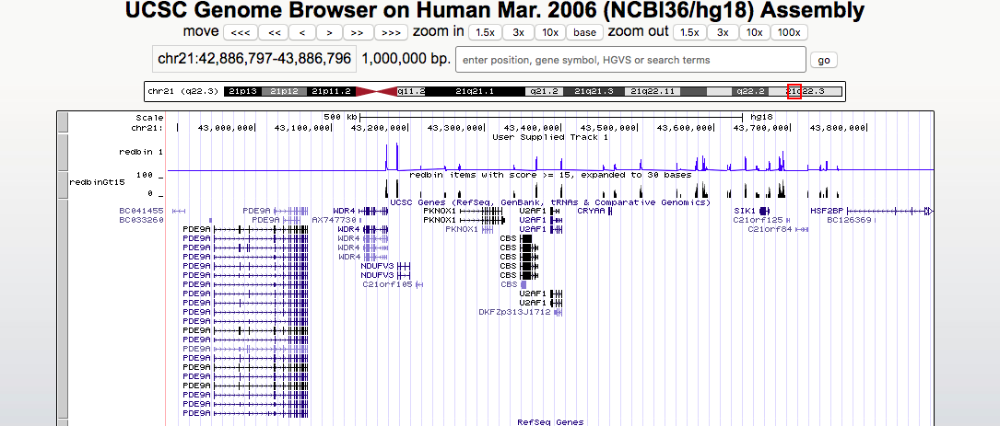 UCSC Genome Browser on Human Mar. 2006 (NCBI36/hg18) Assembly
move <<< << < > >> >>> zoom in 1.5x 3x 10x base zoom out 1.5x 3x 10x 100x
chr21:42,886,797-43,886,796 1,000,000 bp. enter position, gene symbol, HGVS or search terms go
chr21 (q22.3) 21p13 21p12 21p11.2 q11.2 21q21.1 q21.2 21q21.3 21q22.11 q22.2 21q22.3
Scale 500 kb hg18
chr21: 43,000,000 43,100,000 43,200,000 43,300,000 43,400,000 43,500,000 43,600,000 43,700,000 43,800,000
User Supplied Track 1
redbin 1
redbin items with score >= 15, expanded to 30 bases
100 _
redbinGt15
0 _
UCSC Genes (RefSeq, GenBank, tRNAs & Comparative Genomics)
BC041455 PDE9A WDR4 PKNOX1 U2AF1 CRYAA SIK1 HSF2BP
BC033260 PDE9A AX747730 PKNOX1 U2AF1 C21orf125 BC126369
PDE9A WDR4 PKNOX1 U2AF1 C21orf84
PDE9A WDR4 CBS
PDE9A WDR4 CBS
PDE9A WDR4 CBS
PDE9A NDUFV3 CBS
PDE9A NDUFV3 CBS
PDE9A C21orf105 CBS
PDE9A U2AF1
PDE9A U2AF1
PDE9A DKFZp313J1712
PDE9A
PDE9A
PDE9A
PDE9A
PDE9A
PDE9A
PDE9A
PDE9A
PDE9A
PDE9A
PDE9A
RefSeq Genes